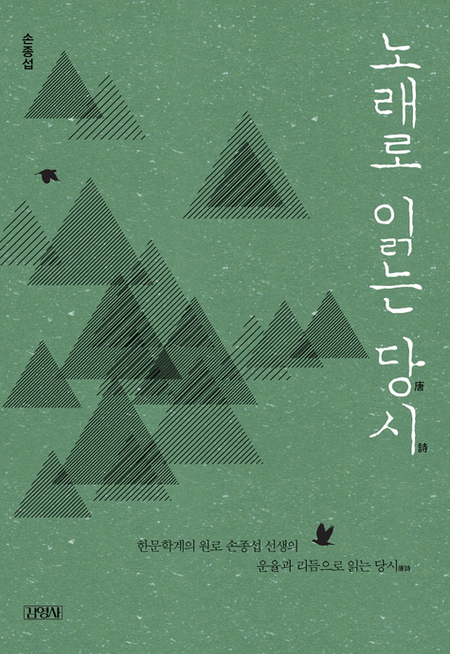 손종섭
노래로 읽는 당시
唐
詩
한문학계의 원로 손종섭 선생의
운율과 리듬으로 읽는 당시唐詩
김영사